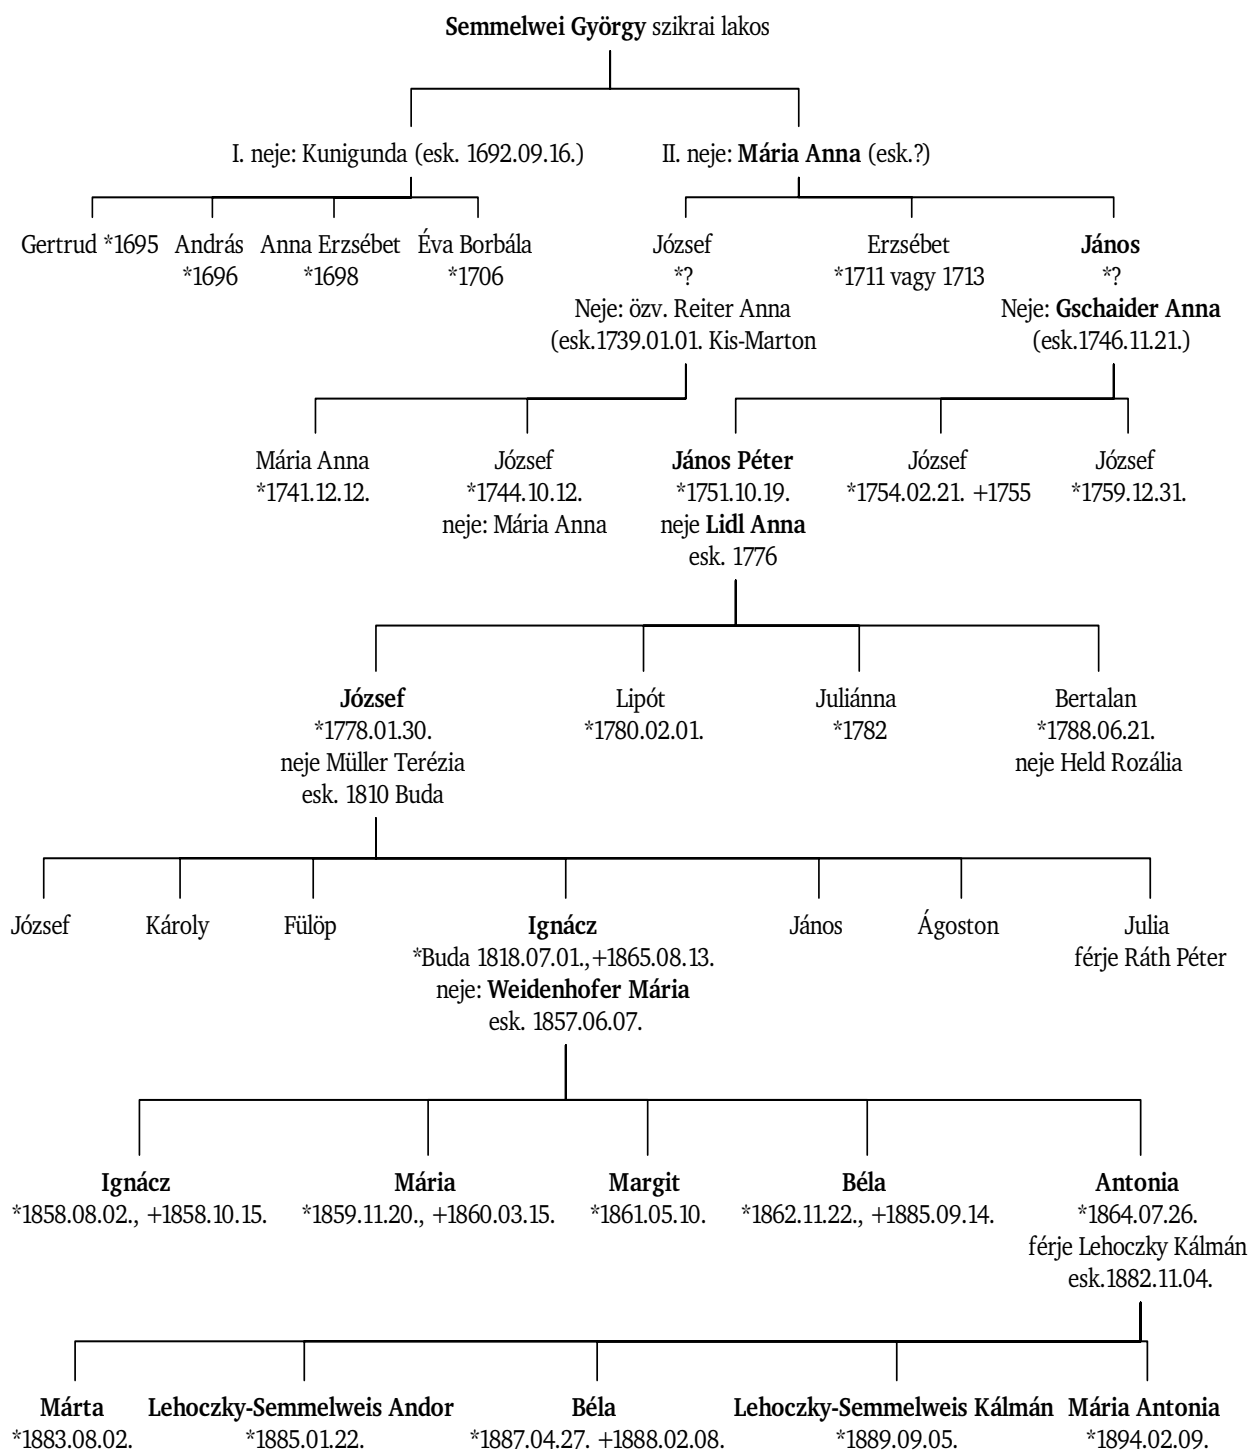 Semmelwei György szikrai lakos
I. neje: Kunigunda (esk. 1692.09.16.)
II. neje: Mária Anna (esk.?)
Gertrud *1695
András
*1696
Anna Erzsébet
*1698
Éva Borbála
*1706
József
*?
Neje: özv. Reiter Anna
(esk.1739.01.01. Kis-Marton
Erzsébet
*1711 vagy 1713
János
*?
Neje: Gschaider Anna
(esk.1746.11.21.)
Mária Anna
*1741.12.12.
József
*1744.10.12.
neje: Mária Anna
János Péter
*1751.10.19.
neje Lidl Anna
esk. 1776
József
*1754.02.21. +1755
József
*1759.12.31.
József
*1778.01.30.
neje Müller Terézia
esk. 1810 Buda
Lipót
*1780.02.01.
Juliánna
*1782
Bertalan
*1788.06.21.
neje Held Rozália
József
Károly
Fülöp
Ignácz
*Buda 1818.07.01.,+1865.08.13.
neje: Weidenhofer Mária
esk. 1857.06.07.
János
Ágoston
Julia
férje Ráth Péter
Ignácz
*1858.08.02., +1858.10.15.
Mária
*1859.11.20., +1860.03.15.
Margit
*1861.05.10.
Béla
*1862.11.22., +1885.09.14.
Antonia
*1864.07.26.
férje Lehoczky Kálmán
esk.1882.11.04.
Márta
*1883.08.02.
Lehoczky-Semmelweis Andor
*1885.01.22.
Béla
*1887.04.27. +1888.02.08.
Lehoczky-Semmelweis Kálmán
*1889.09.05.
Mária Antonia
*1894.02.09.